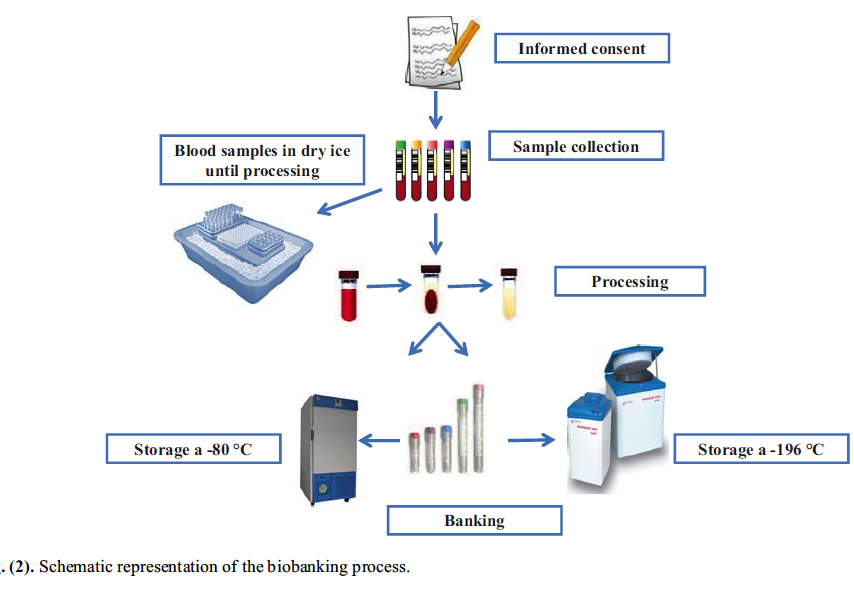 Informed consent
Sample collection
Blood samples in dry ice
until processing
Processing
Storage a -80 °C
Storage a -196 °C
Banking
. (2). Schematic representation of the biobanking process.